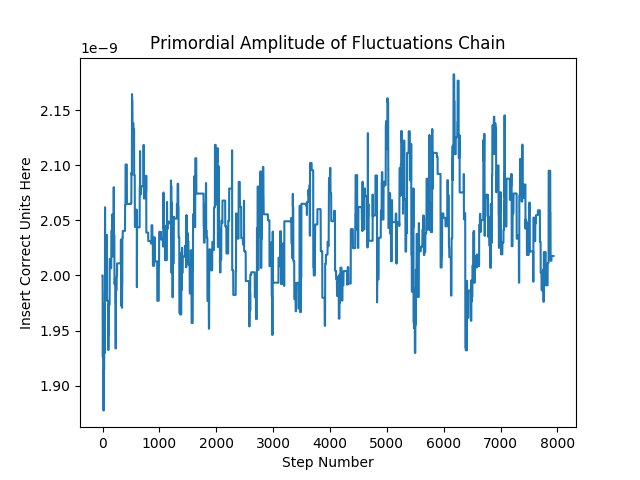 1e−9
Primordial Amplitude of Fluctuations Chain
2.15
2.10
2.05
2.00
1.95
1.90
Insert Correct Units Here
0 1000 2000 3000 4000 5000 6000 7000 8000
Step Number